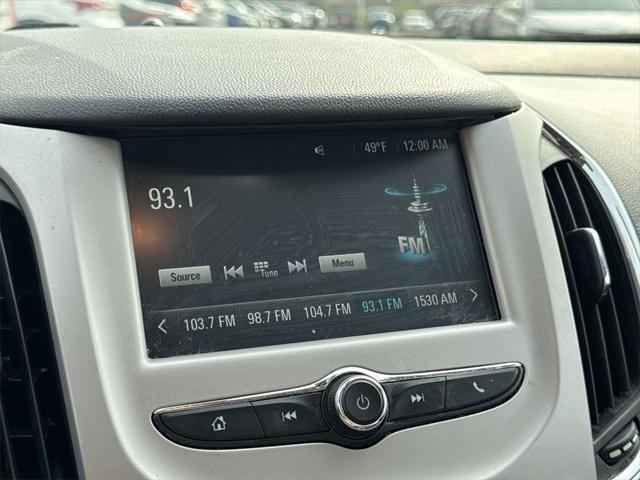 49°F 12:00 AM
93.1
FM
Source Tune Menu
103.7 FM 98.7 FM 104.7 FM 93.1 FM 1530 AM